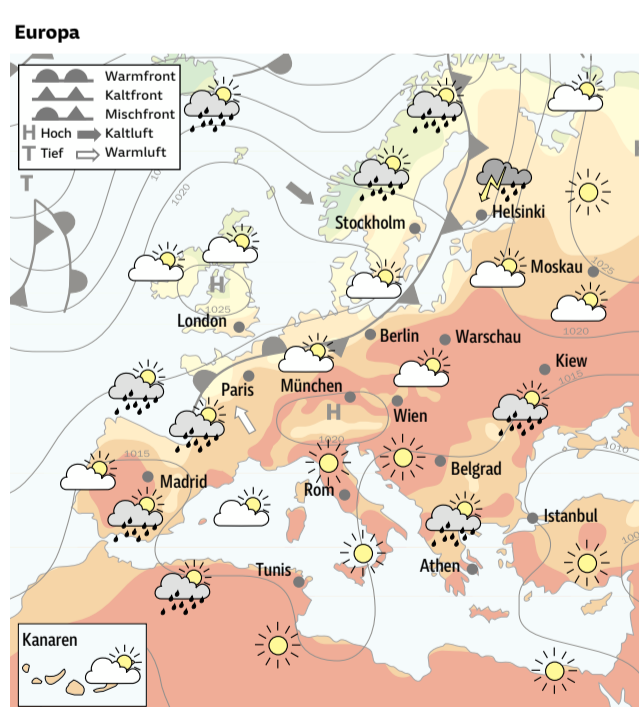 Europa
Warmfront
Kaltfront
Mischfront
H Hoch Kaltluft
T Tief Warmluft
T
1020
Stockholm
Helsinki
Moskau
1025
H
1025
London
1020
Berlin
Warschau
Kiew
Paris
München
1015
H
Wien
1020
1015
1010
Madrid
Belgrad
Rom
Istanbul
Tunis
Athen
Kanaren